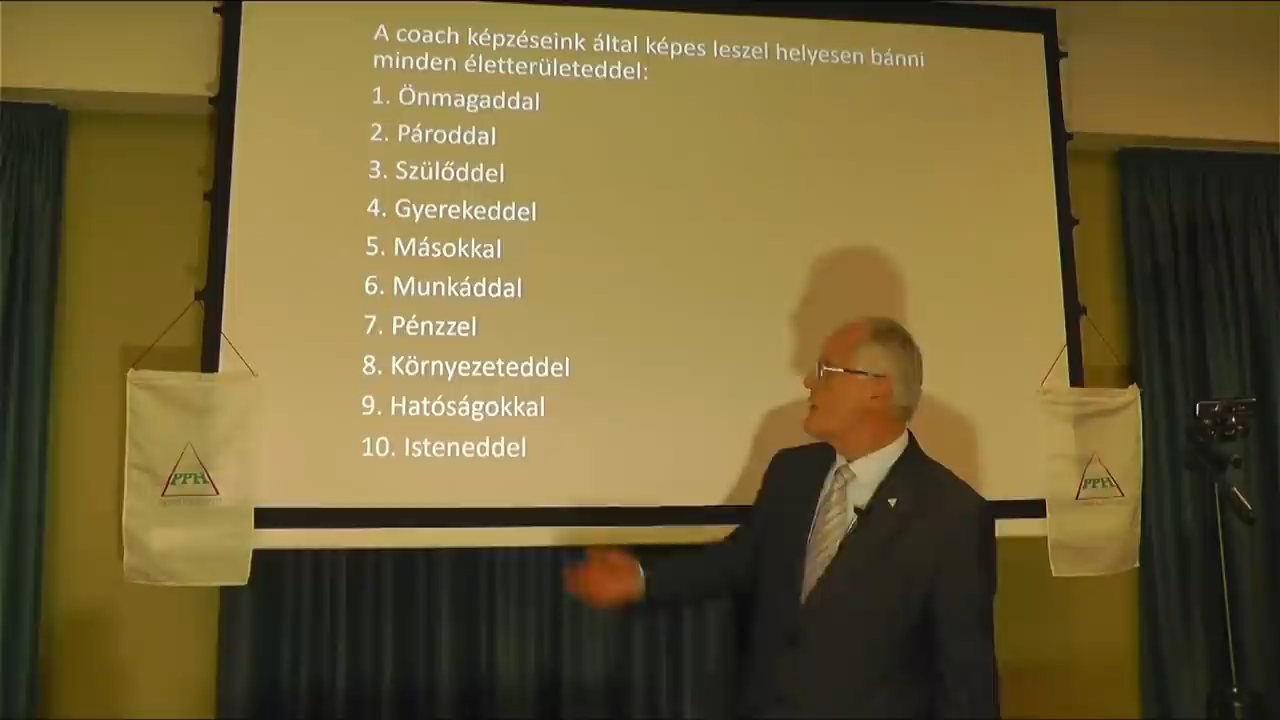 A coach képzéseink által képes leszel helyesen bánni
minden életterületeddel:
1. Önmagaddal
2. Pároddal
3. Szülőddel
4. Gyerekeddel
5. Másokkal
6. Munkáddal
7. Pénzzel
8. Környezeteddel
9. Hatóságokkal
10. Isteneddel
PPH
PPH